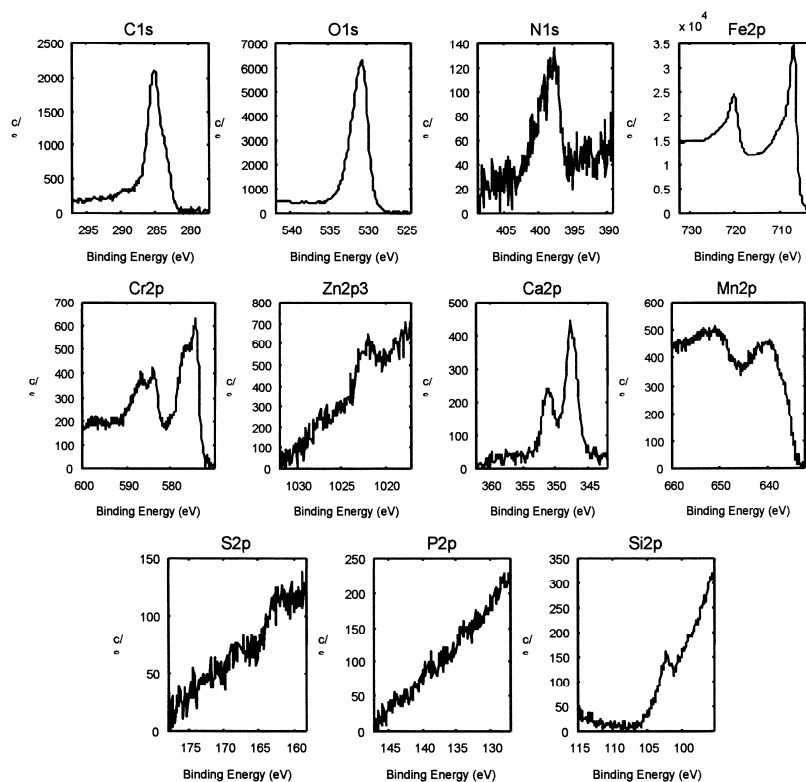 C1s
2500
2000
1500
1000
500
0
c/
295 290 285 280
Binding Energy (eV)
O1s
7000
6000
5000
4000
3000
2000
1000
0
c/
540 535 530 525
Binding Energy (eV)
N1s
140
120
100
80
60
40
20
0
c/
405 400 395 390
Binding Energy (eV)
x 10^4
Fe2p
3.5
3
2.5
2
1.5
1
0.5
0
c/
730 720 710
Binding Energy (eV)
Cr2p
700
600
500
400
300
200
100
0
c/
600 590 580
Binding Energy (eV)
Zn2p3
800
700
600
500
400
300
200
100
0
c/
1030 1025 1020
Binding Energy (eV)
Ca2p
500
400
300
200
100
0
c/
360 355 350 345
Binding Energy (eV)
Mn2p
600
500
400
300
200
100
0
c/
660 650 640
Binding Energy (eV)
S2p
150
100
50
0
c/
175 170 165 160
Binding Energy (eV)
P2p
250
200
150
100
50
0
c/
145 140 135 130
Binding Energy (eV)
Si2p
350
300
250
200
150
100
50
0
c/
115 110 105 100
Binding Energy (eV)